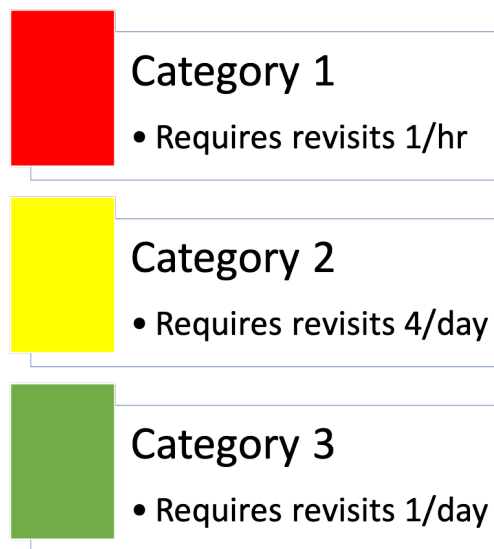 Category 1
• Requires revisits 1/hr
Category 2
• Requires revisits 4/day
Category 3
• Requires revisits 1/day